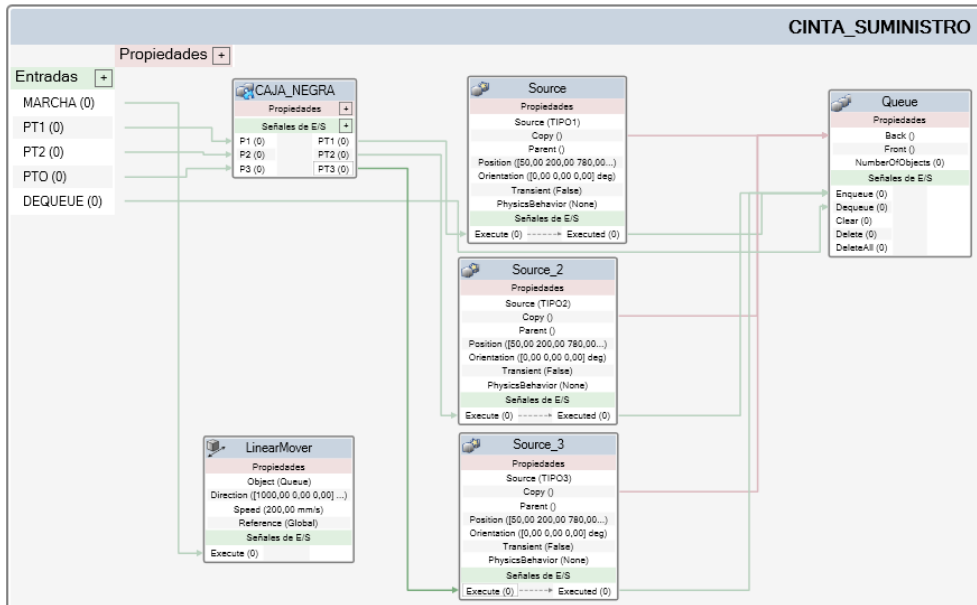 CINTA_SUMINISTRO
Propiedades +
Entradas +
MARCHA (0)
PT1 (0)
PT2 (0)
PTO (0)
DEQUEUE (0)
CAJA_NEGRA
Propiedades +
Señales de E/S +
P1 (0) PT1 (0)
P2 (0) PT2 (0)
P3 (0) PT3 (0)
Source
Propiedades
Source (TIPO1)
Copy ()
Parent ()
Position ([50,00 200,00 780,00...)
Orientation ([0,00 0,00 0,00] deg)
Transient (False)
PhysicsBehavior (None)
Señales de E/S
Execute (0) Executed (0)
Queue
Propiedades
Back ()
Front ()
NumberOfObjects (0)
Señales de E/S
Enqueue (0)
Dequeue (0)
Clear (0)
Delete (0)
DeleteAll (0)
Source_2
Propiedades
Source (TIPO2)
Copy ()
Parent ()
Position ([50,00 200,00 780,00...)
Orientation ([0,00 0,00 0,00] deg)
Transient (False)
PhysicsBehavior (None)
Señales de E/S
Execute (0) Executed (0)
LinearMover
Propiedades
Object (Queue)
Direction ([1000,00 0,00 0,00] ...)
Speed (200,00 mm/s)
Reference (Global)
Señales de E/S
Execute (0)
Source_3
Propiedades
Source (TIPO3)
Copy ()
Parent ()
Position ([50,00 200,00 780,00...)
Orientation ([0,00 0,00 0,00] deg)
Transient (False)
PhysicsBehavior (None)
Señales de E/S
Execute (0) Executed (0)